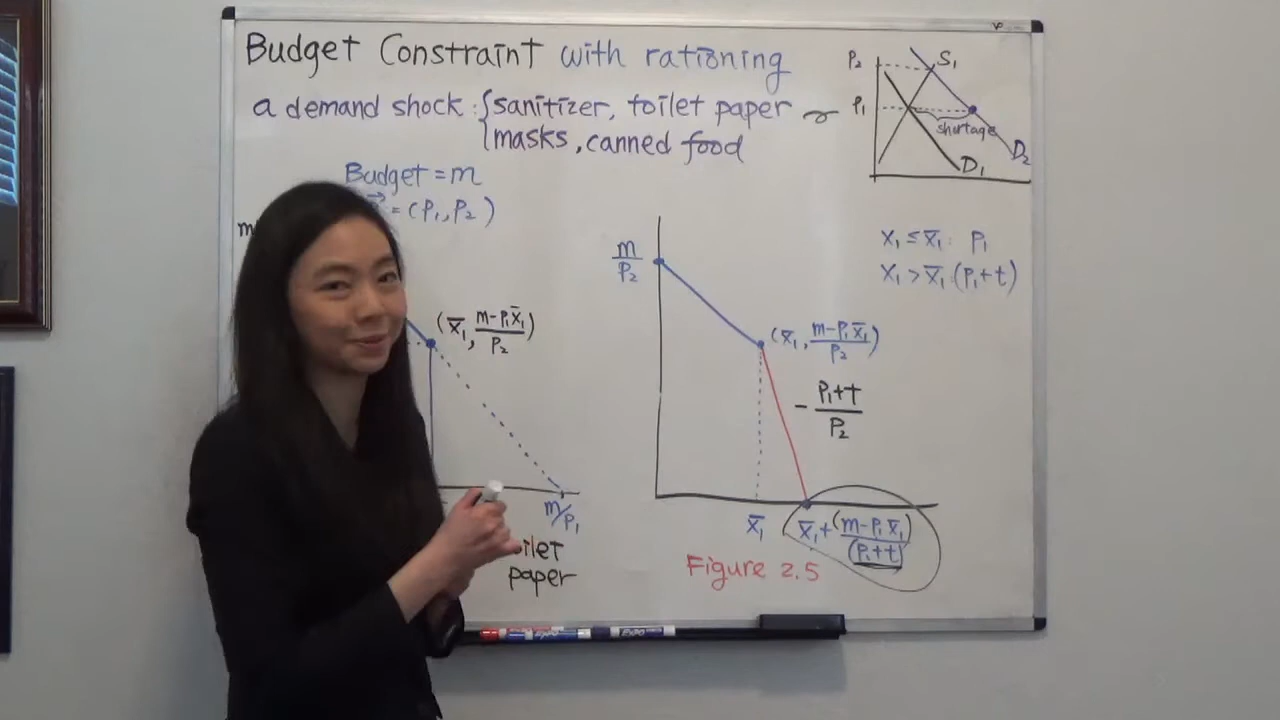 Budget Constraint with rationing
a demand shock : { sanitizer, toilet paper
masks, canned food
P₂
S₁
P₁
shortage
D₂
D₁
Budget = m
= (P₁, P₂)
m
m/P₂
x₁ ≤ x̄₁: P₁
x₁ > x̄₁: (P₁+t)
(x̄₁, (m-P₁x̄₁)/P₂)
(x̄₁, (m-P₁x̄₁)/P₂)
- (P₁+t)/P₂
m/P₁
x̄₁
x̄₁ + (m-P₁x̄₁)/(P₁+t)
paper
Figure 2.5
EXPO
EXPO